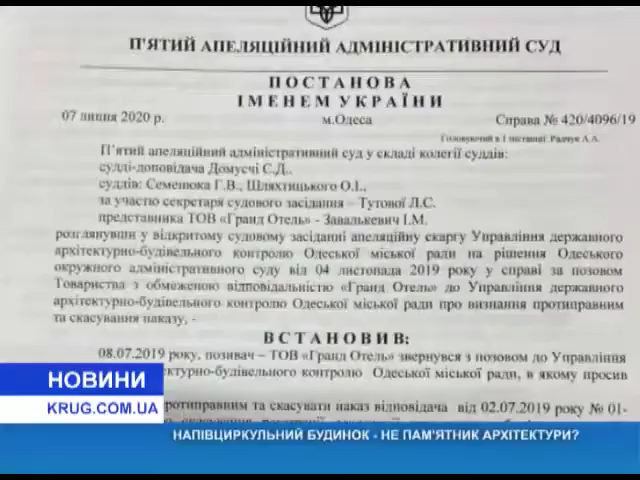 П'ЯТИЙ АПЕЛЯЦІЙНИЙ АДМІНІСТРАТИВНИЙ СУД
ПОСТАНОВА
ІМЕНЕМ УКРАЇНИ
07 липня 2020 р. м.Одеса Справа № 420/4096/19
Головуючий в 1 інстанції: Радчук А.А.
П'ятий апеляційний адміністративний суд у складі колегії суддів:
судді-доповідача Домусчі С.Д.,
суддів: Семенюка Г.В., Шляхтицького О.І.,
за участю секретаря судового засідання – Тутової Л.С.
представника ТОВ «Гранд Отель» - Завалькевич І.М.
розглянувши у відкритому судовому засіданні апеляційну скаргу Управління державного
архітектурно-будівельного контролю Одеської міської ради на рішення Одеського
окружного адміністративного суду від 04 листопада 2019 року у справі за позовом
Товариства з обмеженою відповідальністю «Гранд Отель» до Управління державного
архітектурно-будівельного контролю Одеської міської ради про визнання протиправним
та скасування наказу, -
ВСТАНОВИВ:
08.07.2019 року, позивач – ТОВ «Гранд Отель» звернувся з позовом до Управління
ктурно-будівельного контролю Одеської міської ради, в якому просив
протиправним та скасувати наказ відповідача від 02.07.2019 року № 01-
НОВИНИ
KRUG.COM.UA
НАПІВЦИРКУЛЬНИЙ БУДИНОК - НЕ ПАМ'ЯТНИК АРХІТЕКТУРИ?